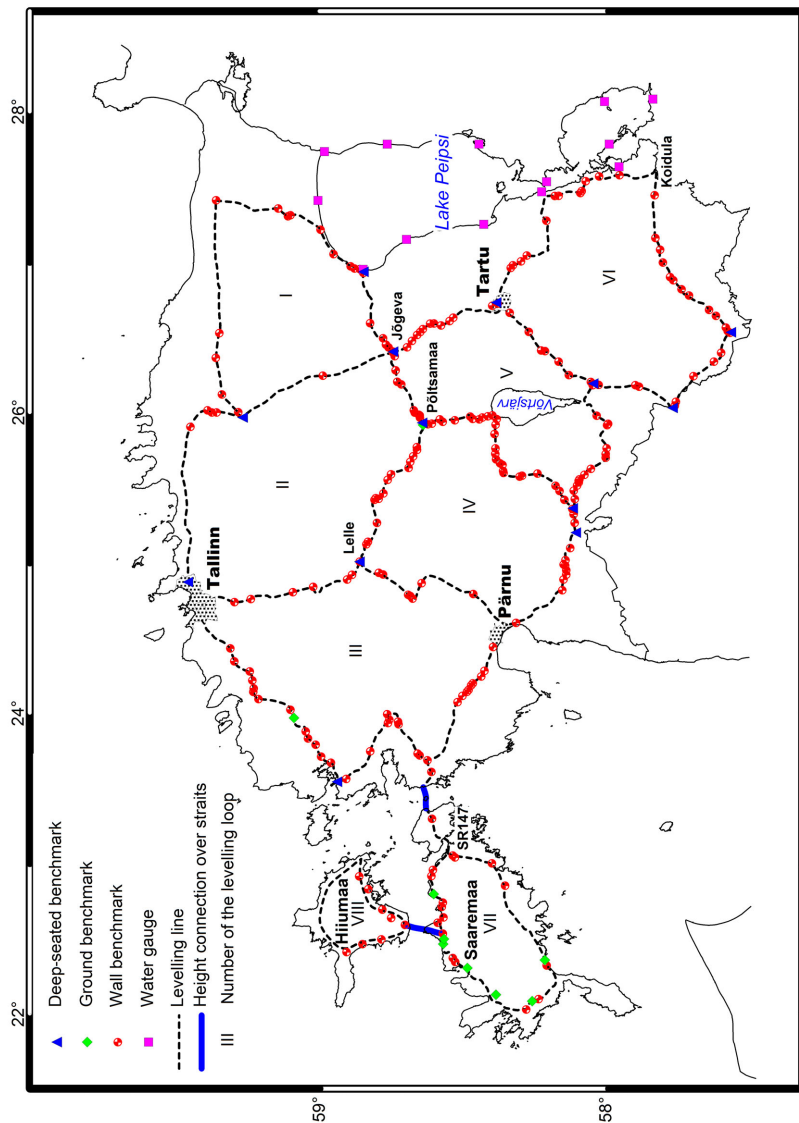 Deep-seated benchmark
Ground benchmark
Wall benchmark
Water gauge
Levelling line
Height connection over straits
III Number of the levelling loop
22
24
26
28
59°
58°
Tallinn
Lelle
Põltsamaa
Jõgeva
Tartu
Lake Peipsi
Koidula
Võrtsjärv
Pärnu
Hiiumaa
Saaremaa
SR147
I
II
III
IV
V
VI
VII
VIII